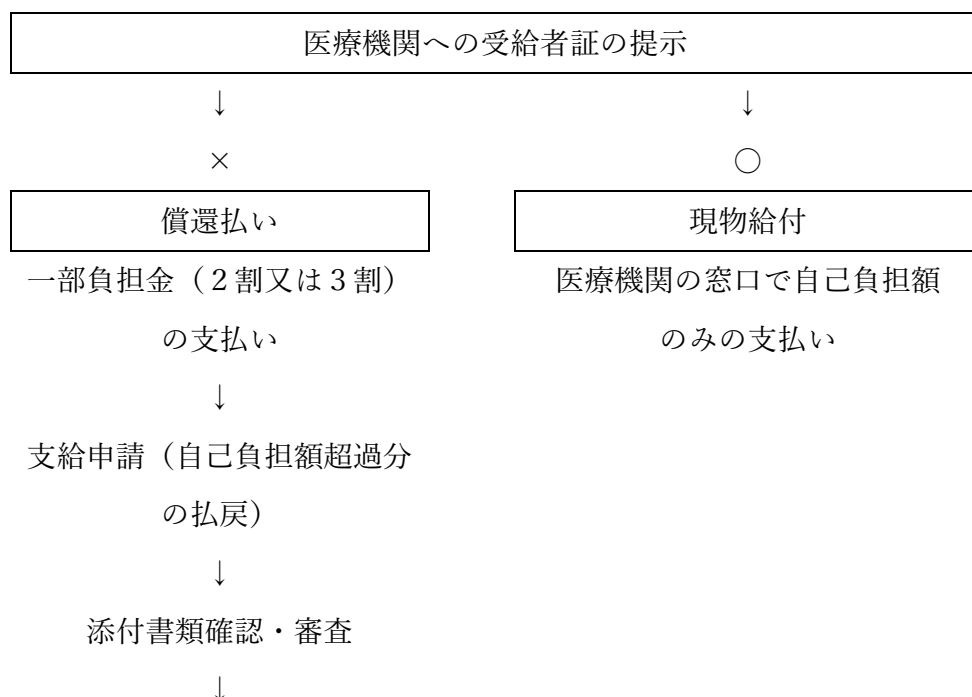 医療機関への受給者証の提示
↓ ↓
× ○
償還払い 現物給付
一部負担金（２割又は３割） 医療機関の窓口で自己負担額
の支払い のみの支払い
↓
支給申請（自己負担額超過分
の払戻）
↓
添付書類確認・審査
↓